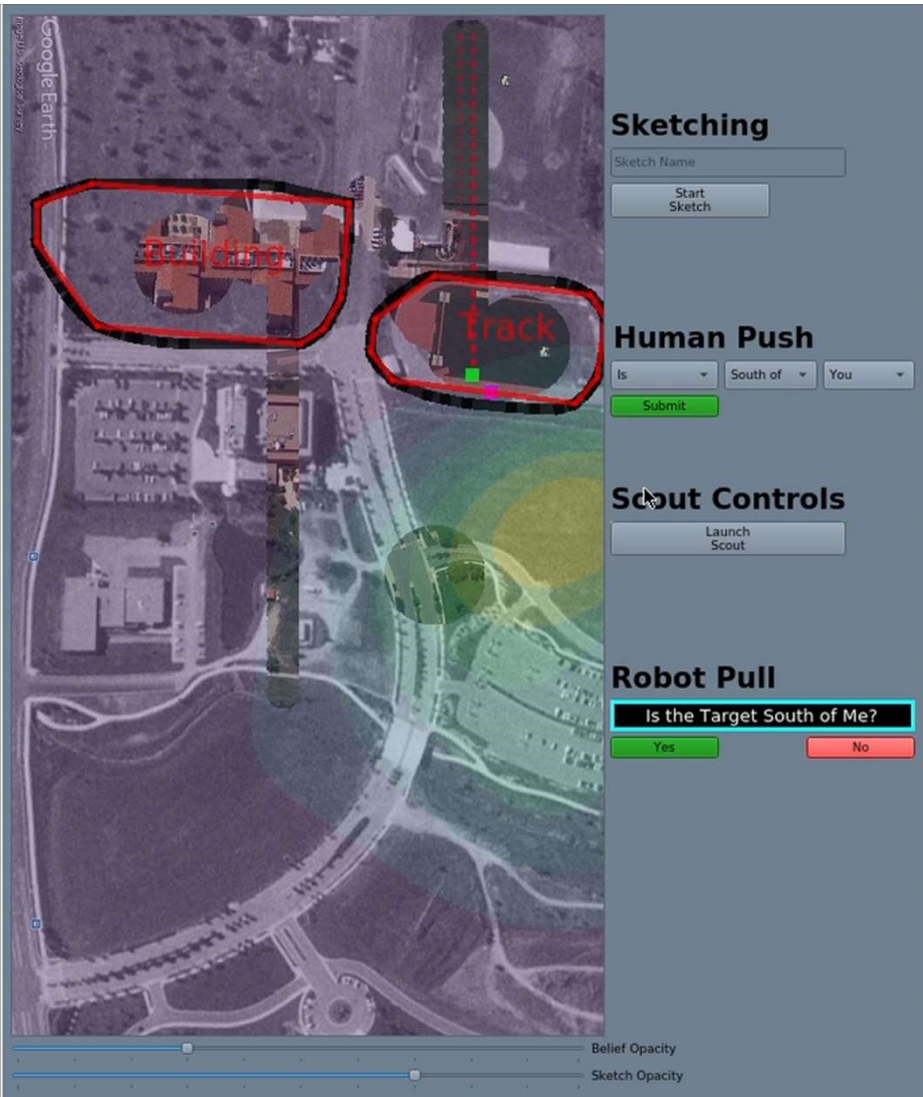 Google Earth
Building
Track
Sketching
Sketch Name
Start
Sketch
Human Push
Is
South of
You
Submit
Scout Controls
Launch
Scout
Robot Pull
Is the Target South of Me?
Yes
No
Belief Opacity
Sketch Opacity